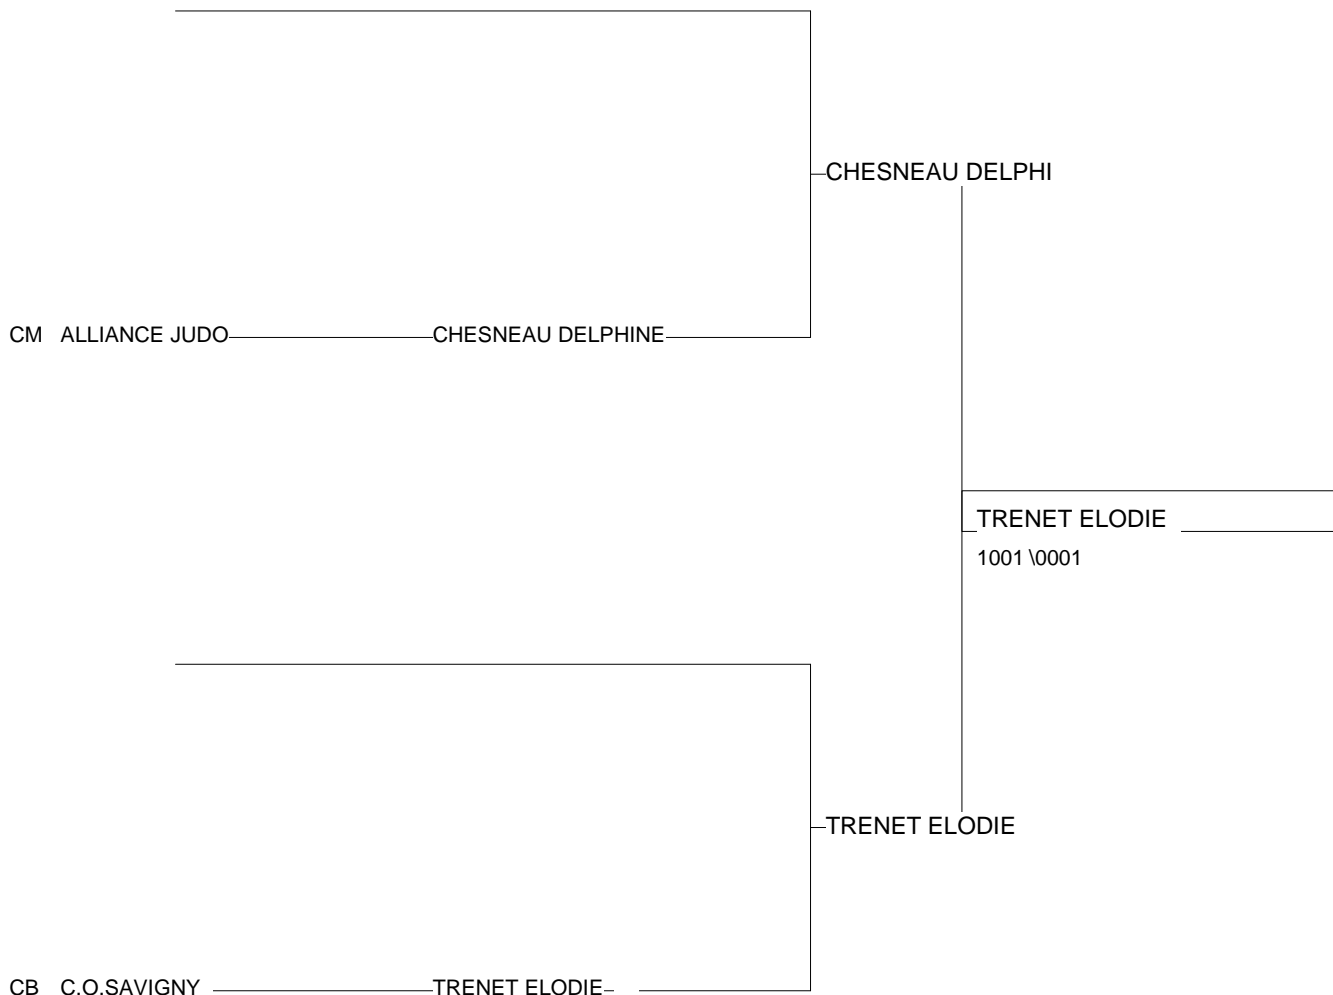 CHESNEAU DELPHI
CM ALLIANCE JUDO CHESNEAU DELPHINE
TRENET ELODIE
1001 \0001
TRENET ELODIE
CB C.O.SAVIGNY TRENET ELODIE